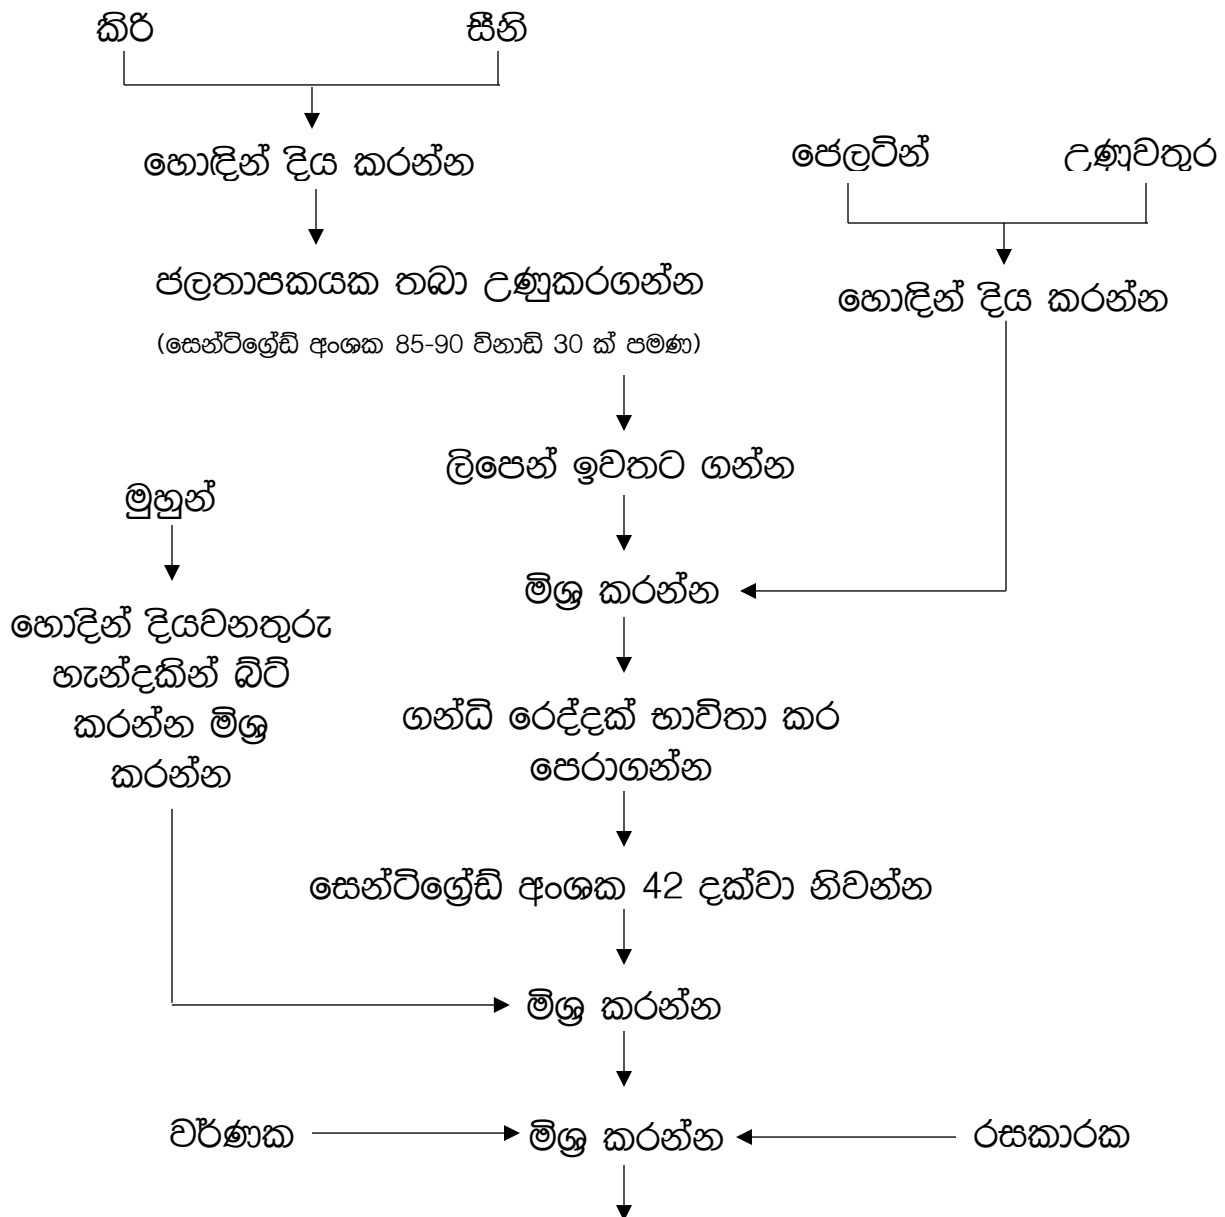 කිරි
සීනි
හොඳින් දිය කරන්න
ජෙලටින්
උණුවතුර
ජලතාපකයක තබා උණුකරගන්න
හොඳින් දිය කරන්න
(සෙන්ටිග්‍රේඩ් අංශක 85-90 විනාඩි 30 ක් පමණ)
ලිපෙන් ඉවතට ගන්න
මුහුන්
මිශ්‍ර කරන්න
හොදින් දියවනතුරු
හැන්දකින් බීට්
කරන්න මිශ්‍ර
කරන්න
ගන්ධි රෙද්දක් භාවිතා කර
පෙරාගන්න
සෙන්ටිග්‍රේඩ් අංශක 42 දක්වා නිවන්න
මිශ්‍ර කරන්න
වර්ණක
මිශ්‍ර කරන්න
රසකාරක